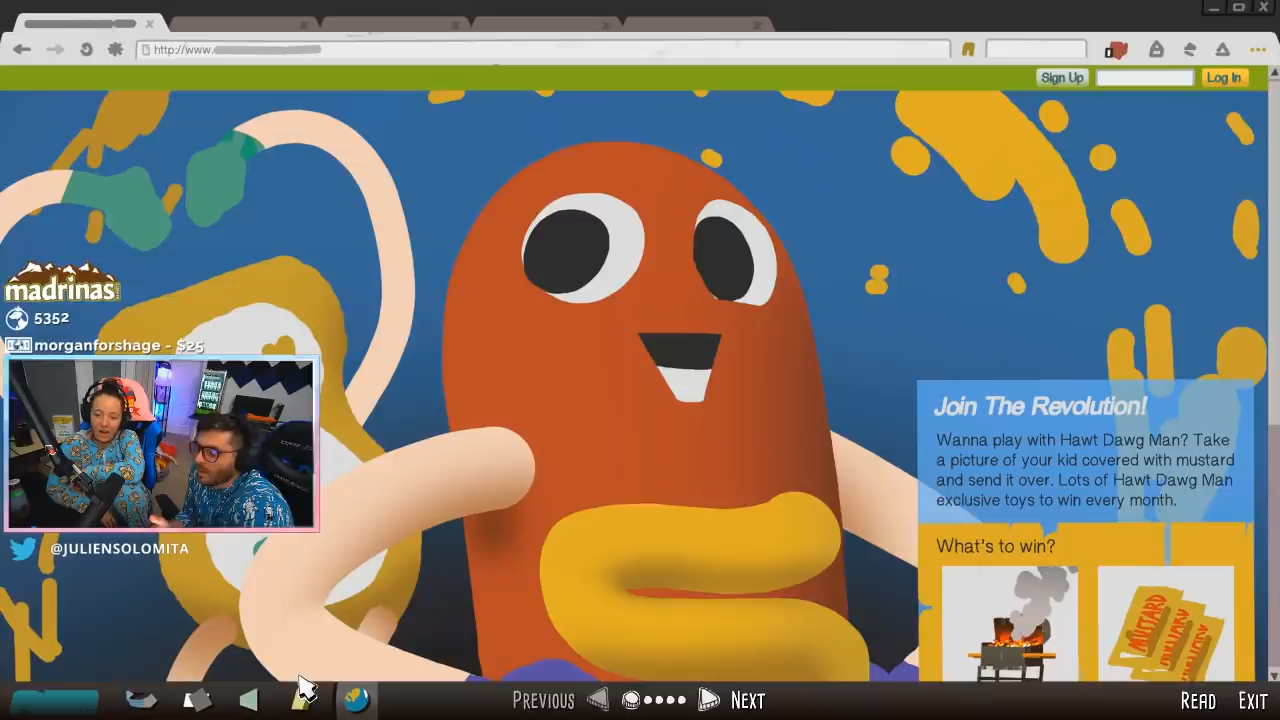 http://www.
Sign Up
Log In
madrinas
5352
morganforshage - $25
Join The Revolution!
Wanna play with Hawt Dawg Man? Take
a picture of your kid covered with mustard
and send it over. Lots of Hawt Dawg Man
exclusive toys to win every month.
What's to win?
MUTARD
@JULIENSOLOMITA
PREVIOUS
NEXT
READ
EXIT